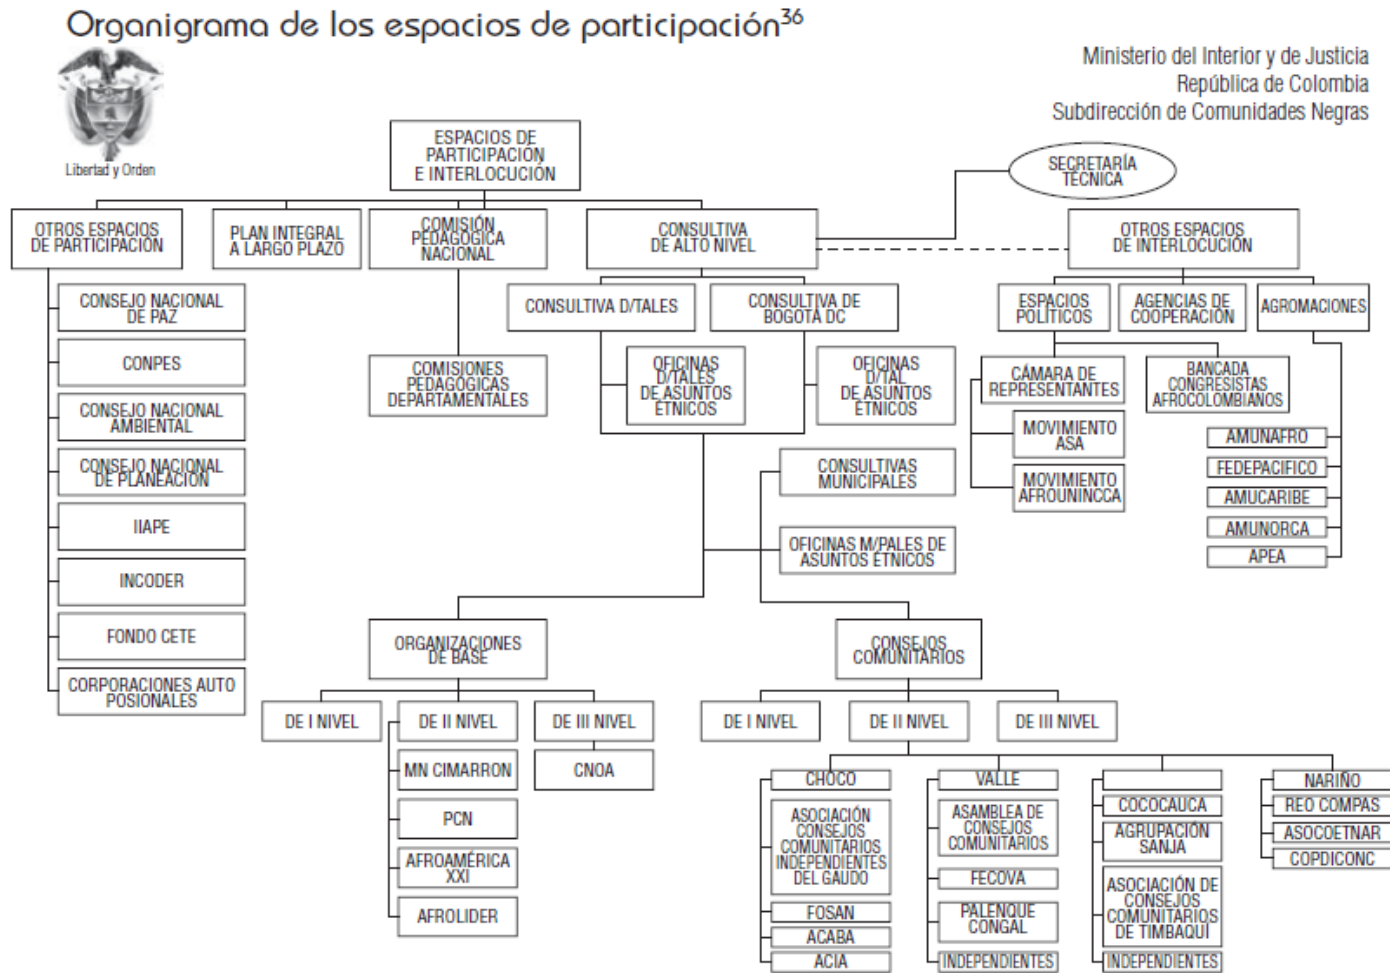 Organigrama de los espacios de participación36
Ministerio del Interior y de Justicia
República de Colombia
Subdirección de Comunidades Negras
Libertad y Orden
ESPACIOS DE
PARTICIPACIÓN
E INTERLOCUCIÓN
SECRETARÍA
TÉCNICA
OTROS ESPACIOS
DE PARTICIPACIÓN
PLAN INTEGRAL
A LARGO PLAZO
COMISIÓN
PEDAGÓGICA
NACIONAL
CONSULTIVA
DE ALTO NIVEL
OTROS ESPACIOS
DE INTERLOCUCIÓN
CONSEJO NACIONAL
DE PAZ
CONPES
CONSEJO NACIONAL
AMBIENTAL
CONSEJO NACIONAL
DE PLANEACIÓN
IIAPE
INCODER
FONDO CETE
CORPORACIONES AUTO
POSIONALES
COMISIONES
PEDAGÓGICAS
DEPARTAMENTALES
CONSULTIVA D/TALES
CONSULTIVA DE
BOGOTÁ DC
OFICINAS
D/TALES
DE ASUNTOS
ÉTNICOS
OFICINAS
D/TAL
DE ASUNTOS
ÉTNICOS
ESPACIOS
POLÍTICOS
AGENCIAS DE
COOPERACIÓN
AGROMACIONES
CÁMARA DE
REPRESENTANTES
BANCADA
CONGRESISTAS
AFROCOLOMBIANOS
MOVIMIENTO
ASA
MOVIMIENTO
AFROUNINCCA
AMUNAFRO
FEDEPACIFICO
AMUCARIBE
AMUNORCA
APEA
CONSULTIVAS
MUNICIPALES
OFICINAS M/PALES DE
ASUNTOS ÉTNICOS
ORGANIZACIONES
DE BASE
CONSEJOS
COMUNITARIOS
DE I NIVEL
DE II NIVEL
DE III NIVEL
MN CIMARRON
CNOA
PCN
AFROAMÉRICA
XXI
AFROLIDER
DE I NIVEL
DE II NIVEL
DE III NIVEL
CHOCO
ASOCIACIÓN
CONSEJOS
COMUNITARIOS
INDEPENDIENTES
DEL GAUDO
FOSAN
ACABA
ACIA
VALLE
ASAMBLEA DE
CONSEJOS
COMUNITARIOS
FECOVA
PALENQUE
CONGAL
INDEPENDIENTES
COCOCAUCA
AGRUPACIÓN
SANJA
ASOCIACIÓN DE
CONSEJOS
COMUNITARIOS
DE TIMBAQUI
INDEPENDIENTES
NARIÑO
REO COMPAS
ASOCOETNAR
COPDICONC